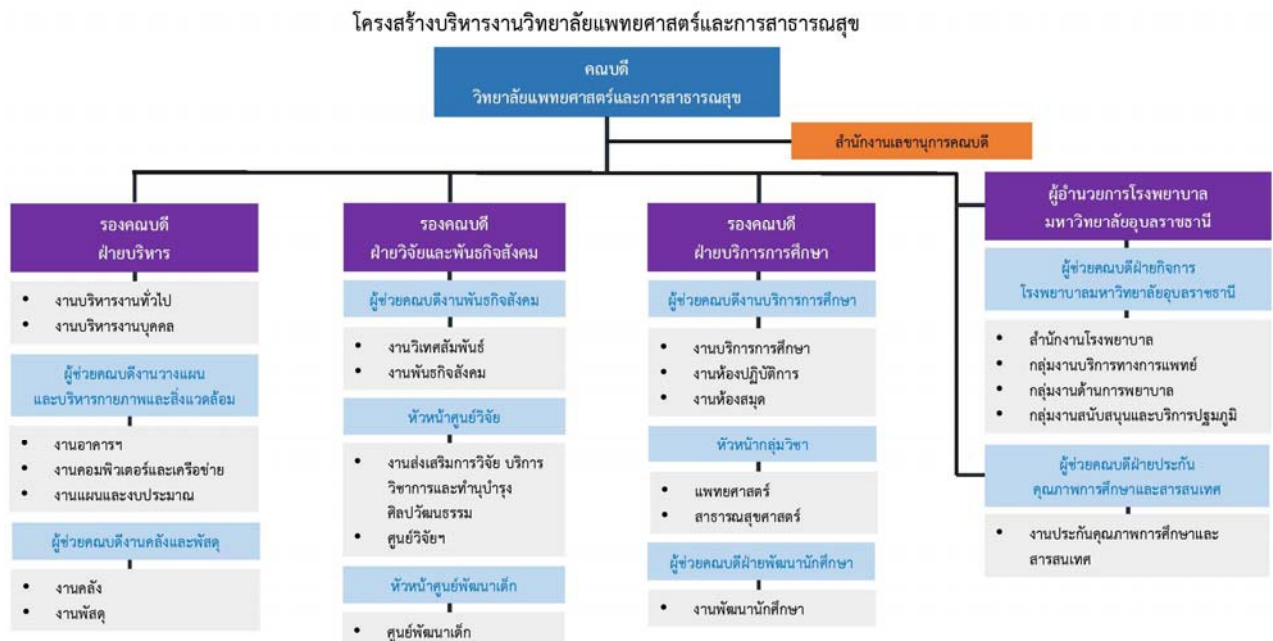 โครงสร้างบริหารงานวิทยาลัยแพทยศาสตร์และการสาธารณสุข
คณบดี
วิทยาลัยแพทยศาสตร์และการสาธารณสุข
สำนักงานเลขานุการคณบดี
รองคณบดี
ฝ่ายบริหาร
• งานบริหารงานทั่วไป
• งานบริหารงานบุคคล
ผู้ช่วยคณบดีงานวางแผน
และบริหารกายภาพและสิ่งแวดล้อม
• งานอาคารฯ
• งานคอมพิวเตอร์และเครือข่าย
• งานแผนและงบประมาณ
ผู้ช่วยคณบดีงานคลังและพัสดุ
• งานคลัง
• งานพัสดุ
รองคณบดี
ฝ่ายวิจัยและพันธกิจสังคม
ผู้ช่วยคณบดีงานพันธกิจสังคม
• งานวิเทศสัมพันธ์
• งานพันธกิจสังคม
หัวหน้าศูนย์วิจัย
• งานส่งเสริมการวิจัย บริการ
วิชาการและทำนุบำรุง
ศิลปวัฒนธรรม
• ศูนย์วิจัยฯ
หัวหน้าศูนย์พัฒนาเด็ก
• ศูนย์พัฒนาเด็ก
รองคณบดี
ฝ่ายบริการการศึกษา
ผู้ช่วยคณบดีงานบริการการศึกษา
• งานบริการการศึกษา
• งานห้องปฏิบัติการ
• งานห้องสมุด
หัวหน้ากลุ่มวิชา
• แพทยศาสตร์
• สาธารณสุขศาสตร์
ผู้ช่วยคณบดีฝ่ายพัฒนานักศึกษา
• งานพัฒนานักศึกษา
ผู้อำนวยการโรงพยาบาล
มหาวิทยาลัยอุบลราชธานี
ผู้ช่วยคณบดีฝ่ายกิจการ
โรงพยาบาลมหาวิทยาลัยอุบลราชธานี
• สำนักงานโรงพยาบาล
• กลุ่มงานบริการทางการแพทย์
• กลุ่มงานด้านการพยาบาล
• กลุ่มงานสนับสนุนและบริการปฐมภูมิ
ผู้ช่วยคณบดีฝ่ายประกัน
คุณภาพการศึกษาและสารสนเทศ
• งานประกันคุณภาพการศึกษาและ
สารสนเทศ